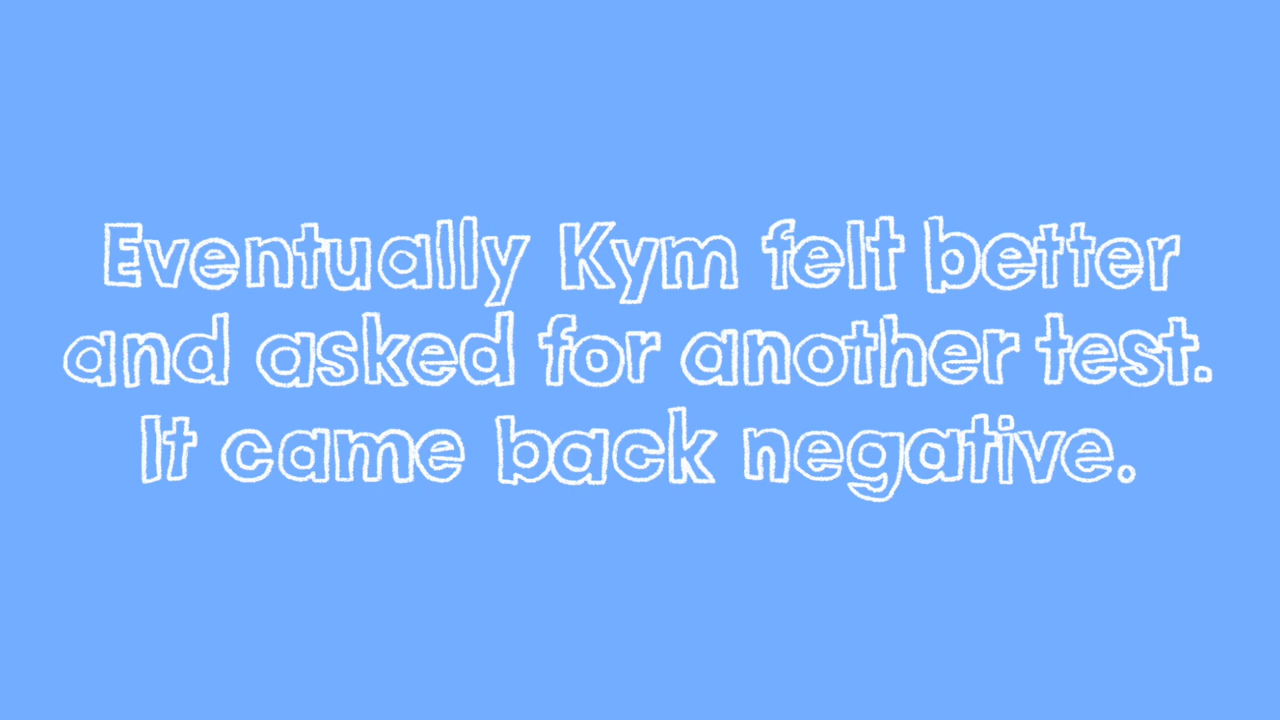 Eventually Kym felt better
and asked for another test.
It came back negative.